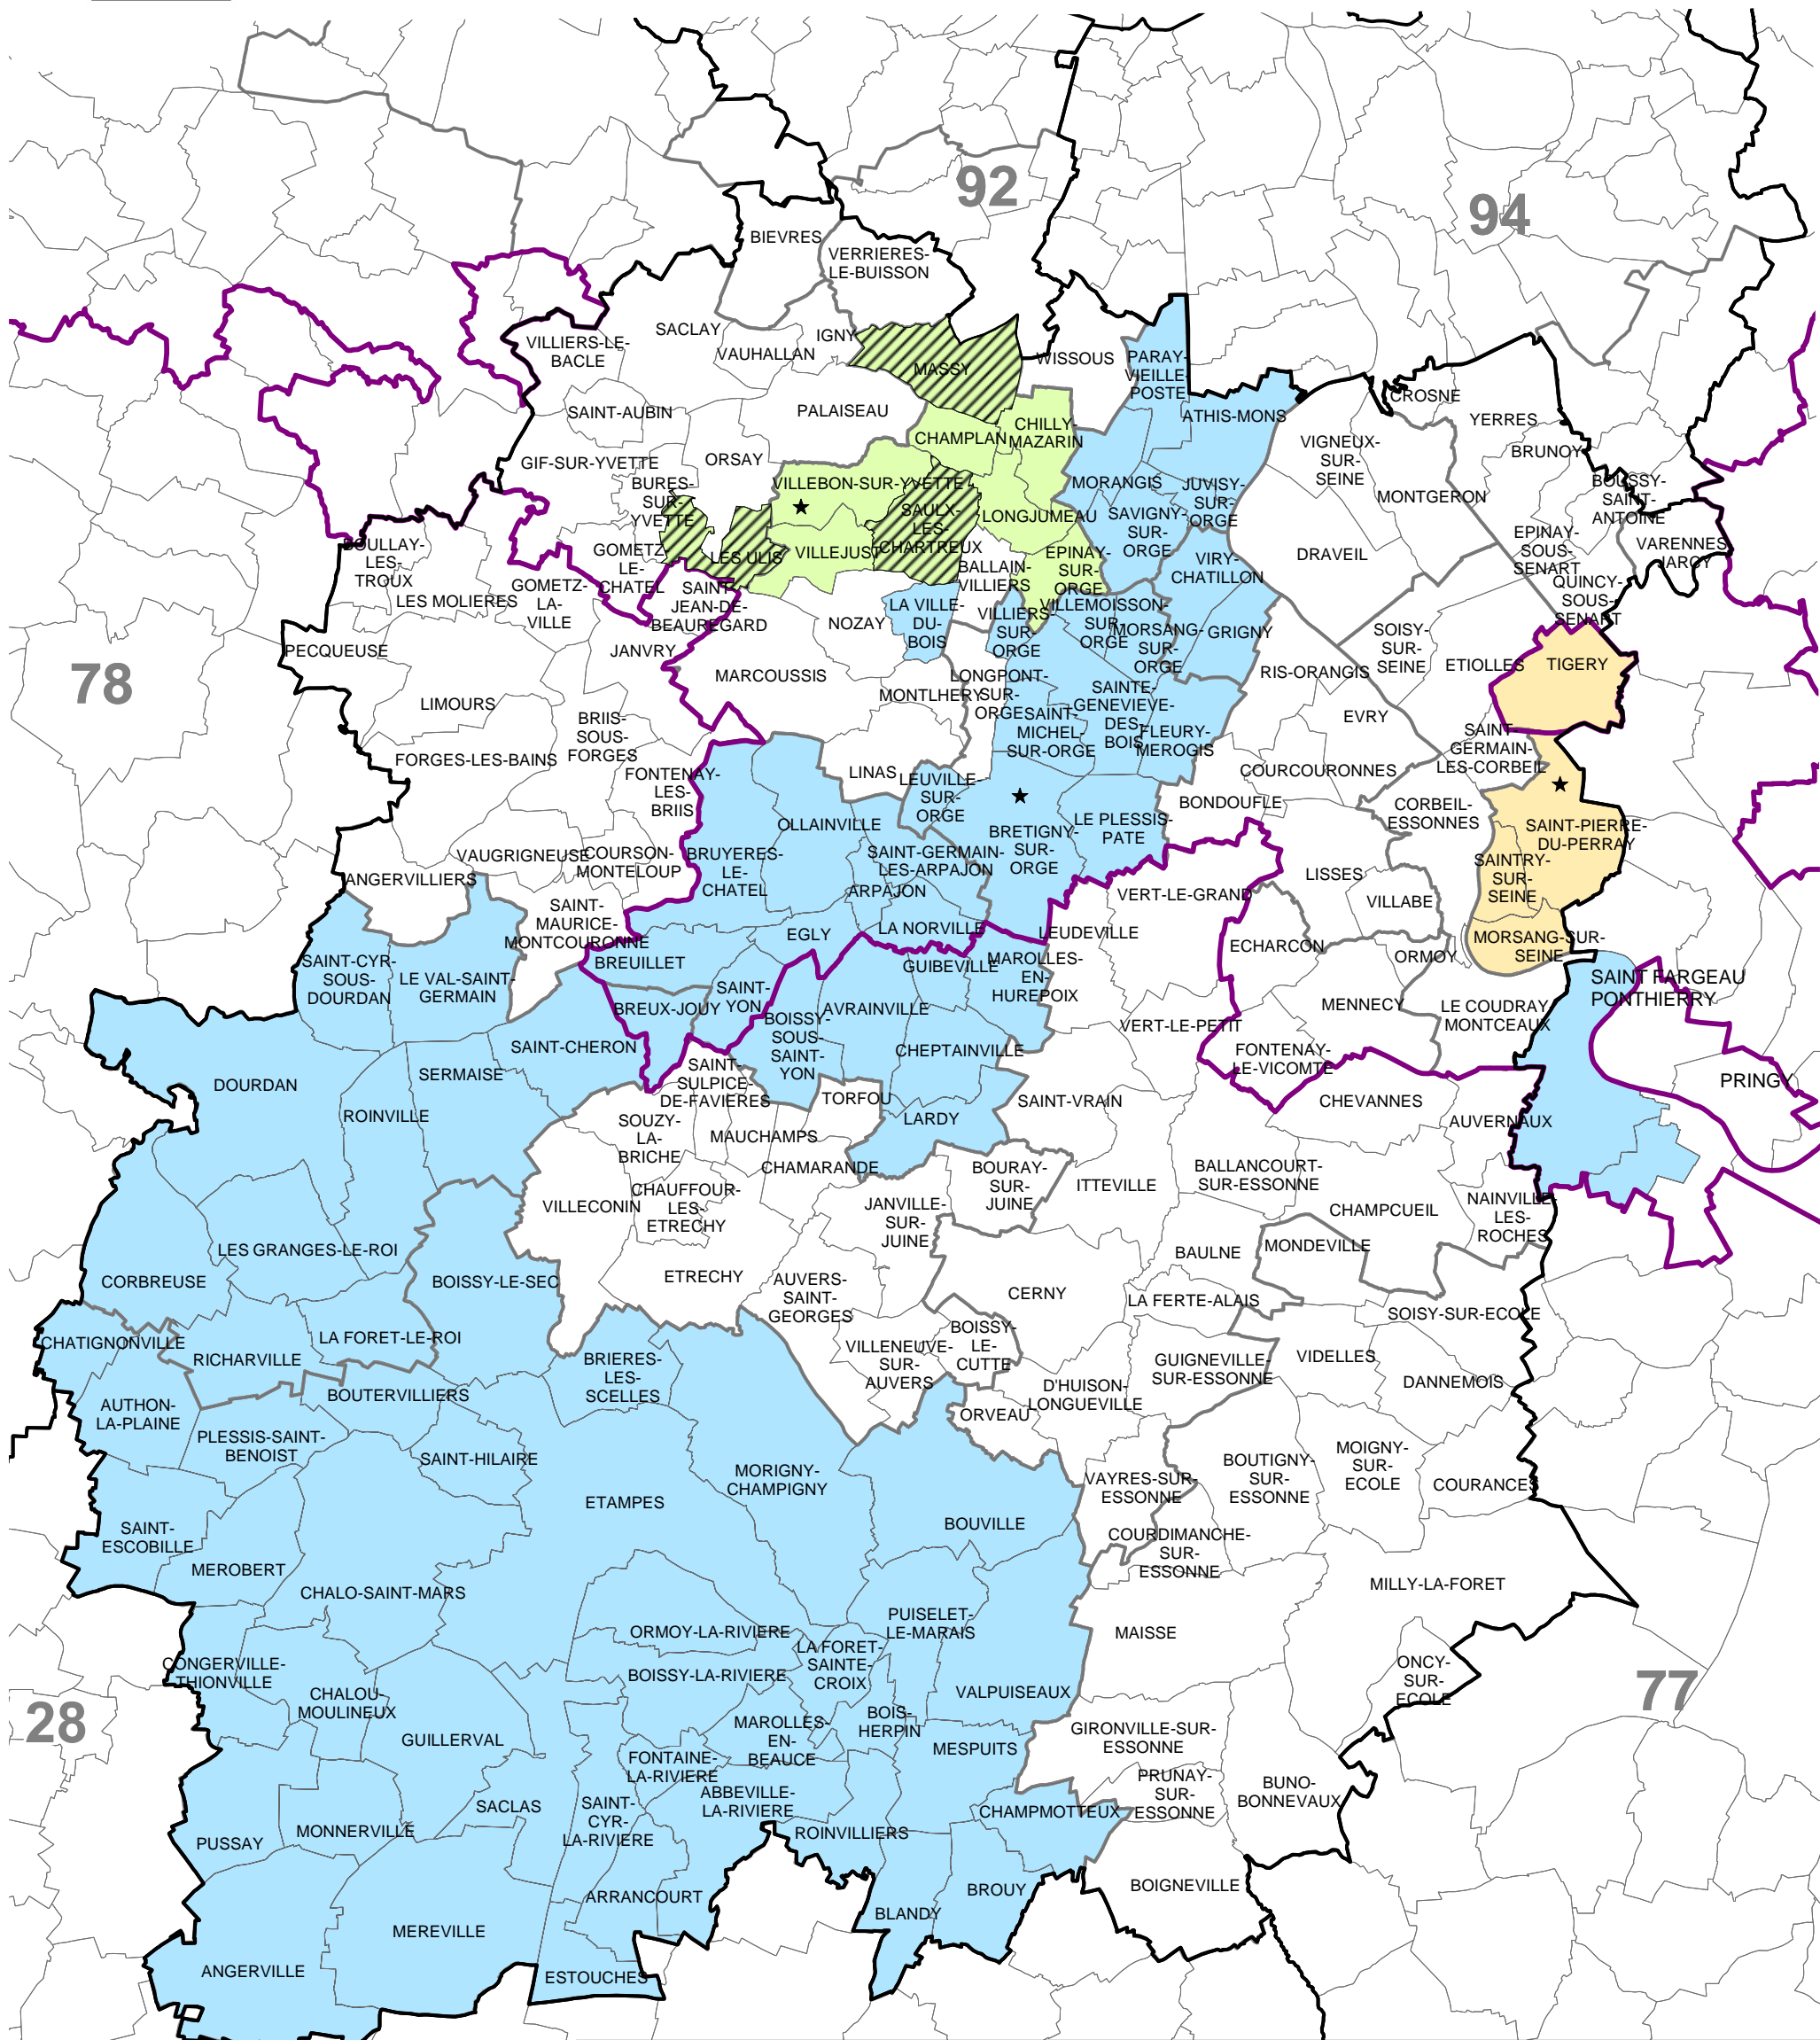 92
94
BIEVRES
VERRIERES-
LE-BUISSON
SACLAY
IGNY
VILLIERS-LE-
BACLE
VAUHALLAN
MASSY
WISSOUS
PARAY-
VIEILLE-
POSTE
CROSNE
SAINT-AUBIN
PALAISEAU
ATHIS-MONS
YERRES
CHAMPLAN
CHILLY-
MAZARIN
VIGNEUX-
SUR-
SEINE
BRUNOY
GIF-SUR-YVETTE
ORSAY
BURES-
SUR-
YVETTE
VILLEBON-SUR-YVETTE
MORANGIS
JUVISY-
SUR-
ORGE
MONTGERON
BOUSSY-
SAINT-
ANTOINE
SAULX-
LES-
CHARTREUX
LONGJUMEAU
SAVIGNY-
SUR-
ORGE
EPINAY-
SOUS-
SENART
VARENNES
JARCY
BOULLAY-
LES-
TROUX
GOMETZ
LE-
CHATEL
LES ULIS
VILLEJUST
BALLAIN-
VILLIERS
EPINAY-
SUR-
ORGE
VIRY-
CHATILLON
DRAVEIL
QUINCY-
SOUS-
SENART
LES MOLIERES
GOMETZ-
LA-
VILLE
SAINT-
JEAN-DE-
BEAUREGARD
LA VILLE-
DU-
BOIS
NOZAY
VILLIERS-
SUR-
ORGE
VILLEMOISSON-
SUR-
ORGE
MORSANG-
SUR-
ORGE
GRIGNY
SOISY-
SUR-
SEINE
ETIOLLES
TIGERY
PECQUEUSE
JANVRY
78
MARCOUSSIS
MONTLHERY
LONGPONT-
SUR-
ORGE
RIS-ORANGIS
LIMOURS
SAINTE-
GENEVIEVE-
DES-
BOIS
EVRY
BRIIS-
SOUS-
FORGES
SAINT-
MICHEL-
SUR-ORGE
FLEURY-
MEROGIS
SAINT-
GERMAIN-
LES-CORBEIL
FORGES-LES-BAINS
FONTENAY-
LES-
BRIIS
LINAS
LEUVILLE-
SUR-
ORGE
COURCOURONNES
BONDOUFLE
CORBEIL-
ESSONNES
OLLAINVILLE
BRETIGNY-
SUR-
ORGE
LE PLESSIS-
PATE
SAINT-PIERRE-
DU-PERRAY
VAUGRIGNEUSE
COURSON-
MONTELOUP
BRUYERES-
LE-
CHATEL
SAINT-GERMAIN-
LES-ARPAJON
SAINTRY-
SUR-
SEINE
ANGERVILLIERS
ARPAJON
VERT-LE-GRAND
LISSES
VILLABE
SAINT-
MAURICE-
MONTCOURONNE
EGLY
LA NORVILLE
LEUDEVILLE
ECHARCON
ORMOY
MORSANG-SUR-
SEINE
SAINT-CYR-
SOUS-
DOURDAN
LE VAL-SAINT-
GERMAIN
BREUILLET
GUIBEVILLE
MAROLLES-
EN-
HUREPOIX
SAINT FARGEAU
PONTHIERRY
BREUX-JOUY
SAINT-
YON
AVRAINVILLE
BOISSY-
SOUS-
SAINT-
YON
VERT-LE-PETIT
MENNECY
LE COUDRAY
MONTCEAUX
SAINT-CHERON
CHEPTAINVILLE
FONTENAY-
LE-VICOMTE
DOURDAN
SERMAISE
SAINT-
SULPICE-
DE-FAVIERES
TORFOU
SAINT-VRAIN
CHEVANNES
PRINGY
ROINVILLE
SOUZY-
LA-
BRICHE
MAUCHAMPS
LARDY
AUVERNAUX
CHAMARANDE
BOURAY-
SUR-
JUINE
ITTEVILLE
BALLANCOURT-
SUR-ESSONNE
VILLECONIN
CHAUFFOUR-
LES-
ETRECHY
JANVILLE-
SUR-
JUINE
CHAMPCUEIL
NAINVILLE-
LES-
ROCHES
LES GRANGES-LE-ROI
CORBREUSE
BOISSY-LE-SEC
ETRECHY
BAULNE
MONDEVILLE
AUVERS-
SAINT-
GEORGES
CERNY
LA FERTE-ALAIS
SOISY-SUR-ECOLE
CHATIGNONVILLE
RICHARVILLE
LA FORET-LE-ROI
VILLENEUVE-
SUR-
AUVERS
BOISSY-
LE-
CUTTE
GUIGNEVILLE-
SUR-ESSONNE
VIDELLES
BRIERES-
LES-
SCELLES
DANNEMOIS
AUTHON-
LA-PLAINE
BOUTERVILLIERS
D'HUISON-
LONGUEVILLE
ORVEAU
PLESSIS-SAINT-
BENOIST
SAINT-HILAIRE
MORIGNY-
CHAMPIGNY
VAYRES-SUR-
ESSONNE
BOUTIGNY-
SUR-
ESSONNE
MOIGNY-
SUR-
ECOLE
COURANCES
ETAMPES
BOUVILLE
SAINT-
ESCOBILLE
COURDIMANCHE-
SUR-
ESSONNE
MEROBERT
CHALO-SAINT-MARS
MILLY-LA-FORET
ORMOY-LA-RIVIERE
PUISELET-
LE-MARAIS
MAISSE
CONGERVILLE-
THIONVILLE
BOISSY-LA-RIVIERE
LA FORET-
SAINTE-
CROIX
ONCY-
SUR-
ECOLE
77
28
CHALOU-
MOULINEUX
VALPUISEAUX
GUILLERVAL
MAROLLES-
EN-
BEAUCE
BOIS-
HERPIN
MESPUITS
GIRONVILLE-SUR-
ESSONNE
FONTAINE-
LA-RIVIERE
ABBEVILLE-
LA-RIVIERE
PRUNAY-
SUR-
ESSONNE
BUNO-
BONNEVAUX
SACLAS
SAINT-
CYR-
LA-RIVIERE
CHAMPMOTTEUX
PUSSAY
MONNERVILLE
ROINVILLIERS
ARRANCOURT
BROUY
BOIGNEVILLE
BLANDY
MEREVILLE
ANGERVILLE
ESTOUCHES